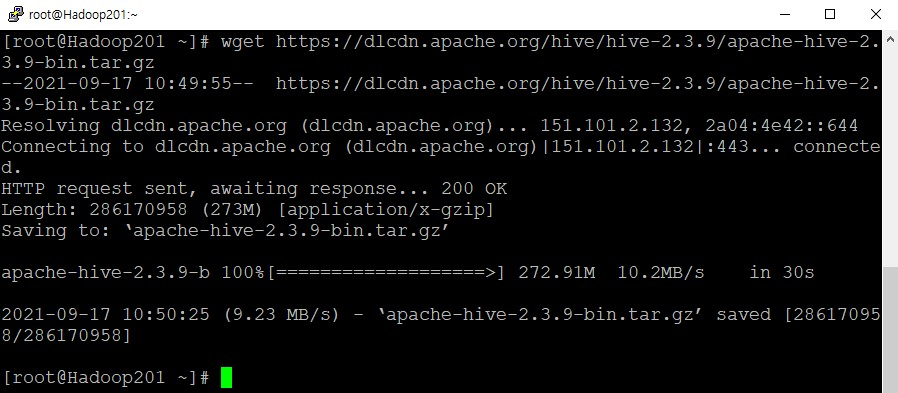 root@Hadoop201:~
[root@Hadoop201 ~]# wget https://dlcdn.apache.org/hive/hive-2.3.9/apache-hive-2.
3.9-bin.tar.gz
--2021-09-17 10:49:55--  https://dlcdn.apache.org/hive/hive-2.3.9/apache-hive-2.
3.9-bin.tar.gz
Resolving dlcdn.apache.org (dlcdn.apache.org)... 151.101.2.132, 2a04:4e42::644
Connecting to dlcdn.apache.org (dlcdn.apache.org)|151.101.2.132|:443... connecte
d.
HTTP request sent, awaiting response... 200 OK
Length: 286170958 (273M) [application/x-gzip]
Saving to: ‘apache-hive-2.3.9-bin.tar.gz’
apache-hive-2.3.9-b 100%[===================>] 272.91M  10.2MB/s    in 30s
2021-09-17 10:50:25 (9.23 MB/s) - ‘apache-hive-2.3.9-bin.tar.gz’ saved [28617095
8/286170958]
[root@Hadoop201 ~]#